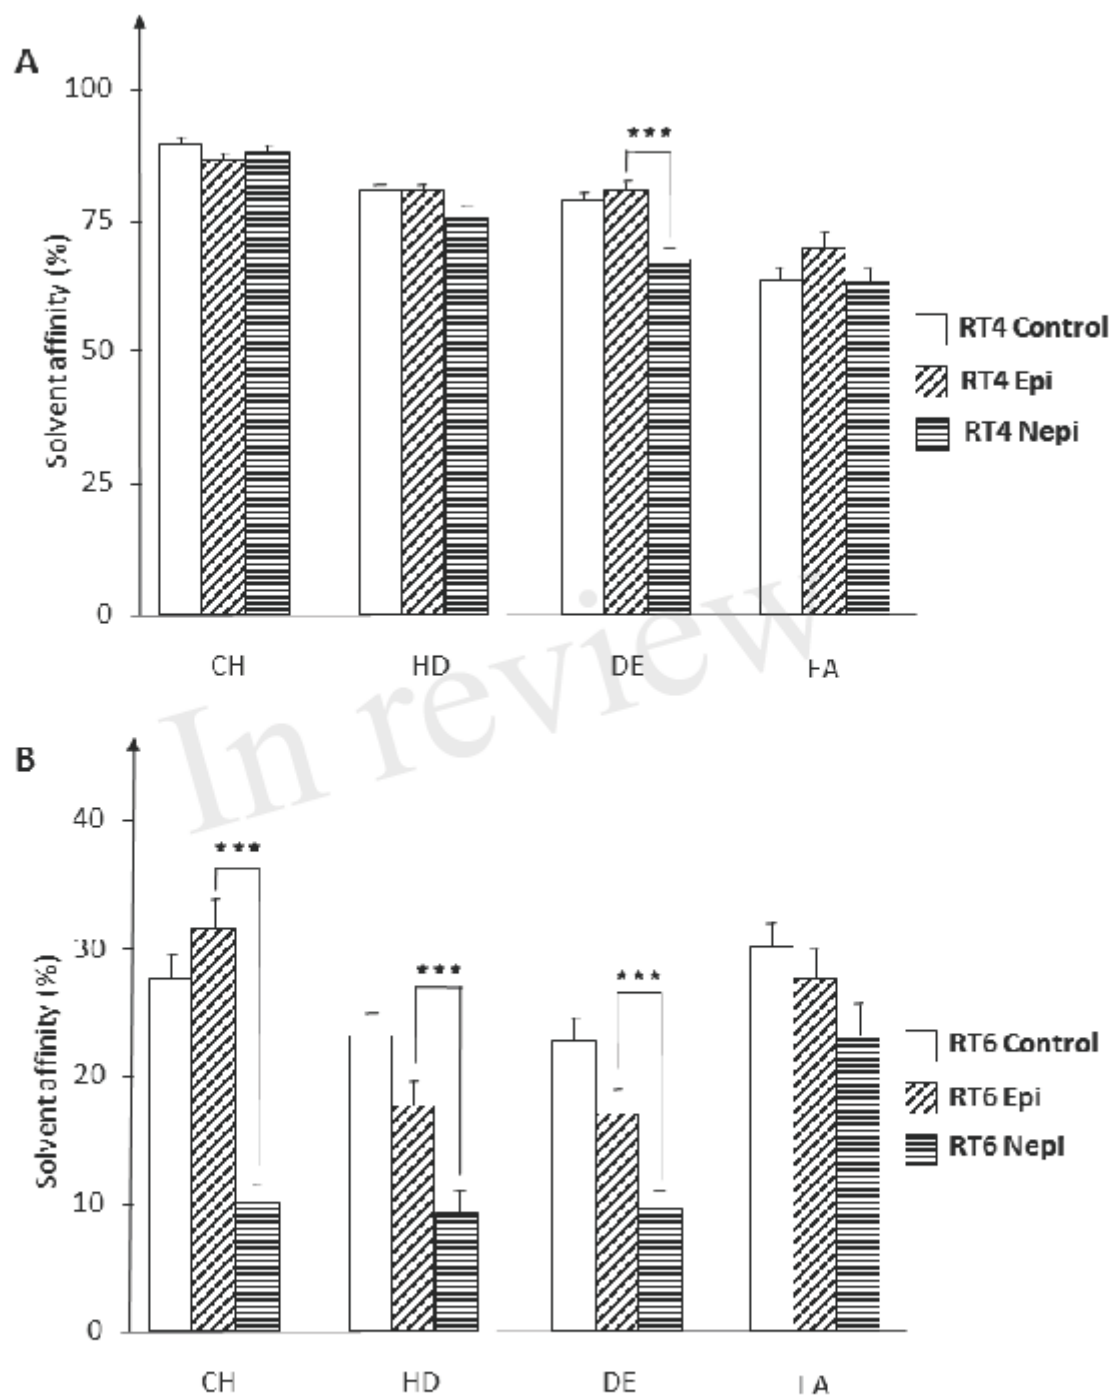 A
100
***
75
Solvent affinity (%)
50
RT4 Control
RT4 Epi
RT4 Nepi
25
0
CH
HD
DE
In review
B
40
***
30
***
***
Solvent affinity (%)
20
RT6 Control
RT6 Epi
RT6 Nepi
10
0
CH
HD
DE